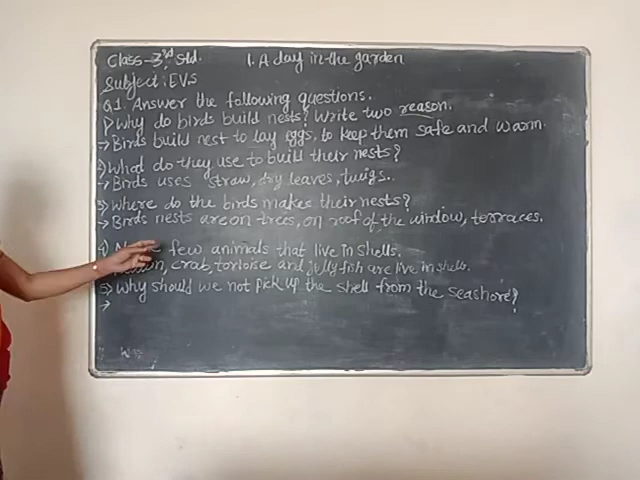 Class-3rd Std. 1. A day in the garden
Subject: EVS
Q1. Answer the following questions.
1) Why do birds build nests? Write two reason.
→ Birds build nest to lay eggs, to keep them safe and warm.
2) What do they use to build their nests?
→ Birds uses straw, dry leaves, twigs.
3) Where do the birds makes their nests?
→ Birds nests are on trees, on roof of the window, terraces.
4) few animals that live in shells.
crab, tortoise and jelly fish are live in shells.
5) Why should we not pick up the shell from the seashore?
→